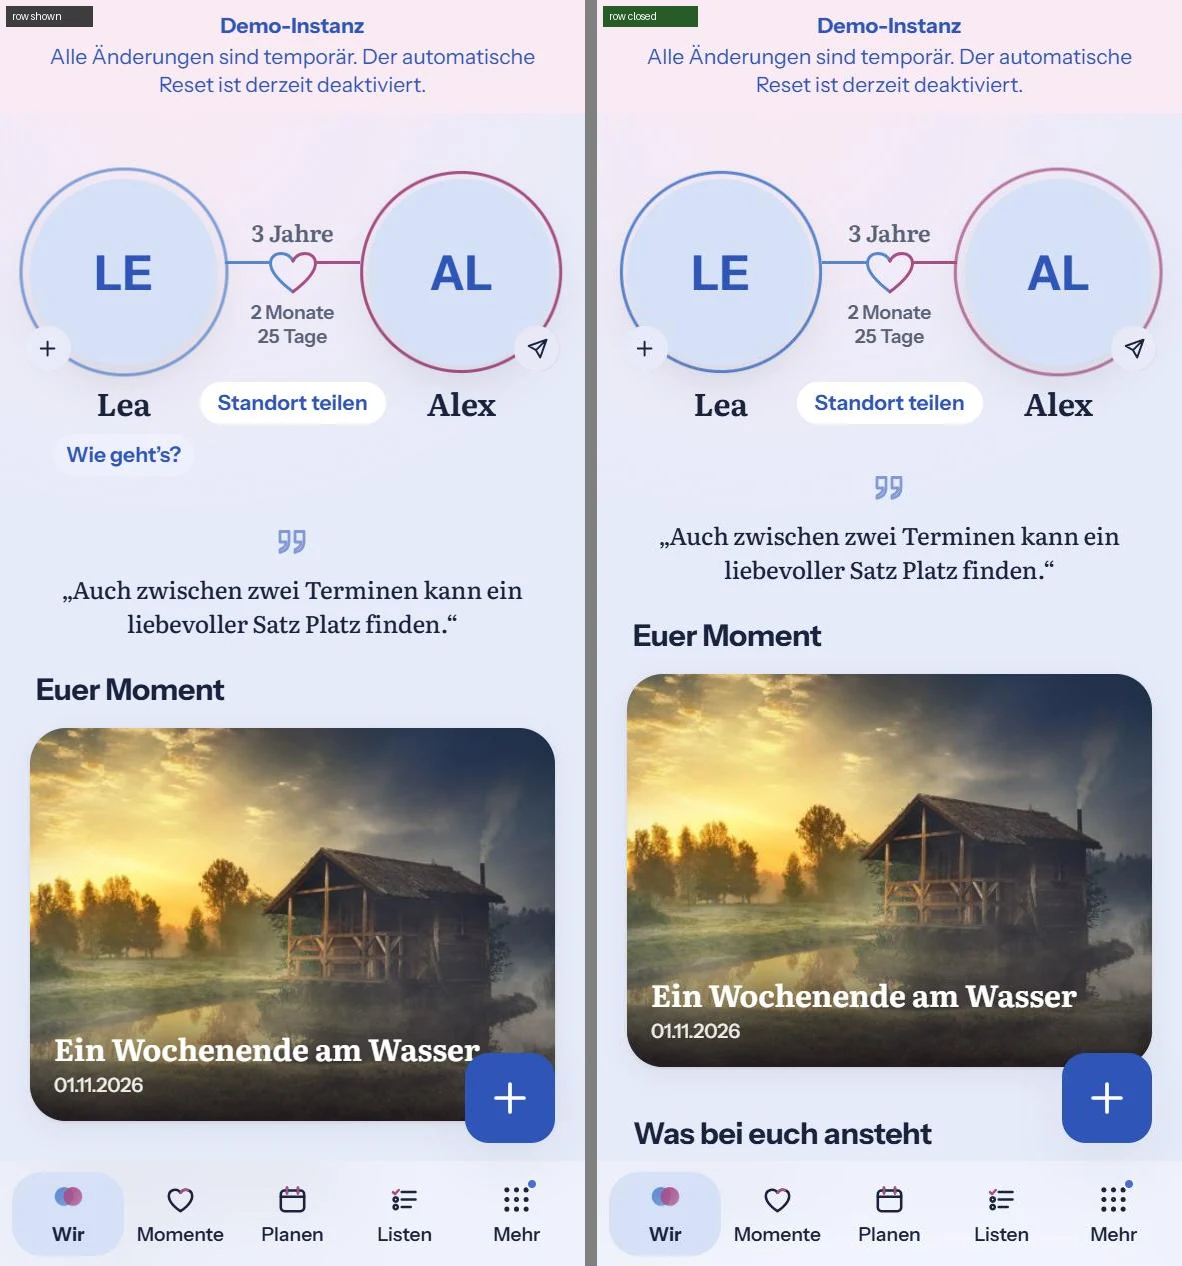 row shown
Demo-Instanz
Alle Änderungen sind temporär. Der automatische
Reset ist derzeit deaktiviert.
LE
3 Jahre
AL
2 Monate
25 Tage
Lea
Standort teilen
Alex
Wie geht’s?
„Auch zwischen zwei Terminen kann ein
liebevoller Satz Platz finden.“
Euer Moment
Ein Wochenende am Wasser
01.11.2026
Wir
Momente
Planen
Listen
Mehr
row closed
Demo-Instanz
Alle Änderungen sind temporär. Der automatische
Reset ist derzeit deaktiviert.
LE
3 Jahre
AL
2 Monate
25 Tage
Lea
Standort teilen
Alex
„Auch zwischen zwei Terminen kann ein
liebevoller Satz Platz finden.“
Euer Moment
Ein Wochenende am Wasser
01.11.2026
Was bei euch ansteht
Wir
Momente
Planen
Listen
Mehr